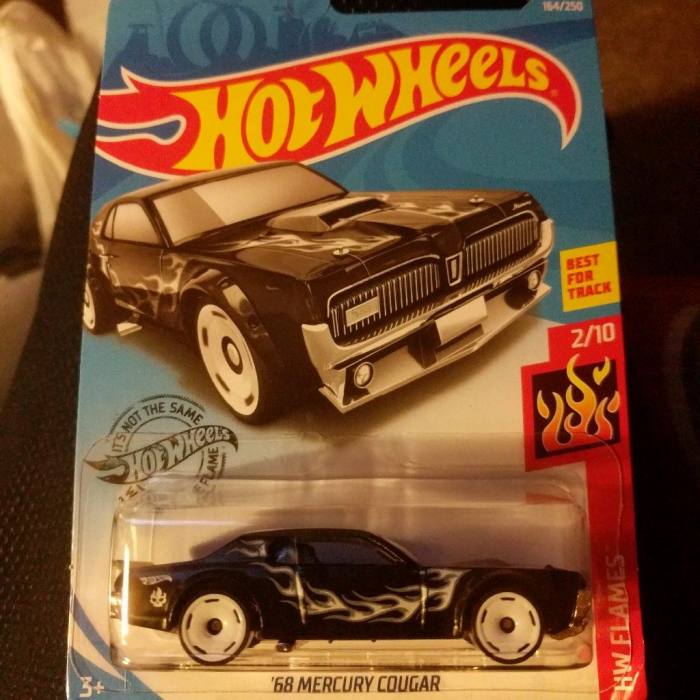 164/250
HOT WHEELS
BEST
FOR
TRACK
2/10
IT'S NOT THE SAME
HOT WHEELS
FLAME
HW FLAMES
3+
'68 MERCURY COUGAR